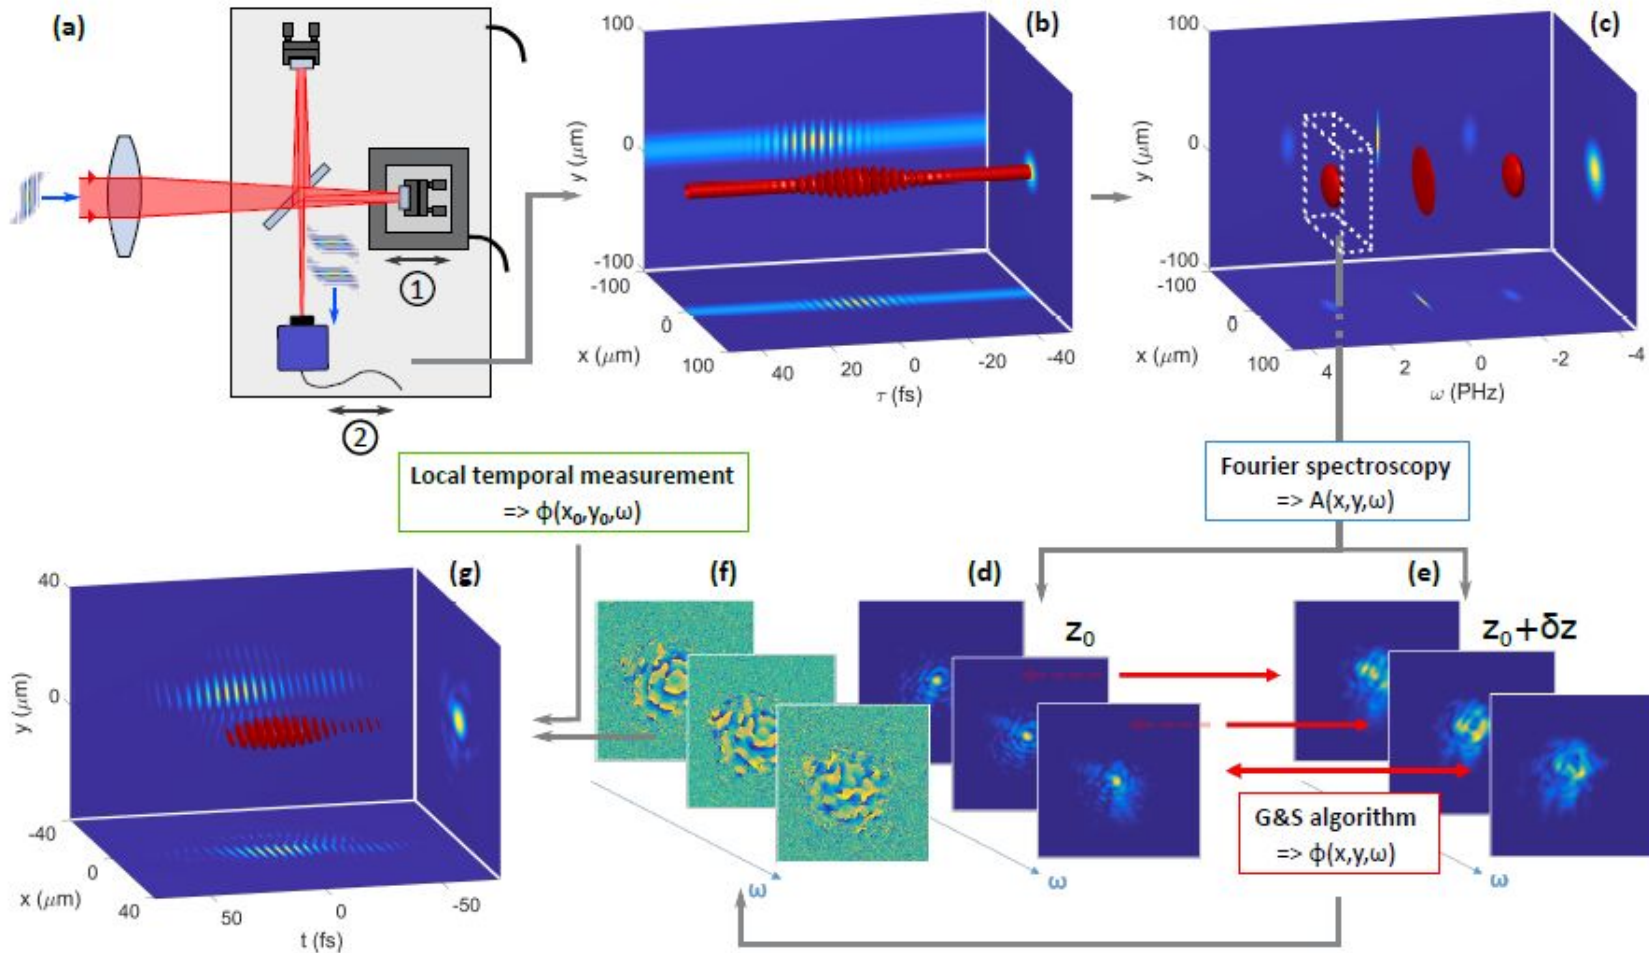 (a)
1
2
(b)
100
0
-100
y (μm)
-100
0
100
x (μm)
40
20
0
-20
-40
τ (fs)
(c)
100
0
-100
y (μm)
-100
0
100
x (μm)
4
2
0
-2
-4
ω (PHz)
Local temporal measurement
=> ϕ(x₀,y₀,ω)
Fourier spectroscopy
=> A(x,y,ω)
(g)
40
0
-40
y (μm)
0
40
x (μm)
50
0
-50
t (fs)
(f)
ω
(d)
z₀
ω
(e)
z₀+δz
G&S algorithm
=> ϕ(x,y,ω)
ω